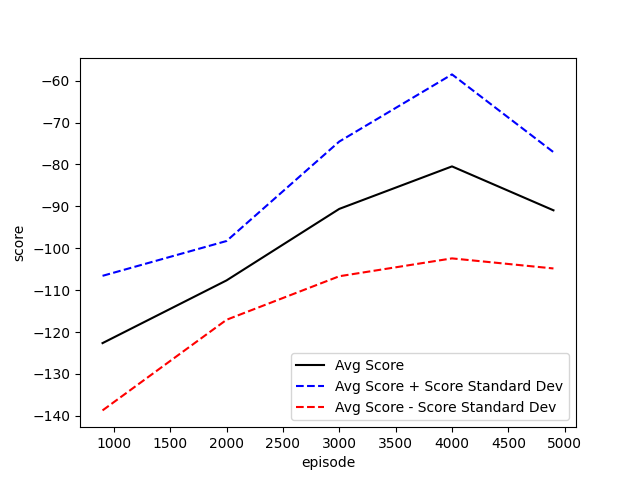 −60
−70
−80
−90
−100
−110
−120
−130
−140
score
Avg Score
Avg Score + Score Standard Dev
Avg Score - Score Standard Dev
1000 1500 2000 2500 3000 3500 4000 4500 5000
episode